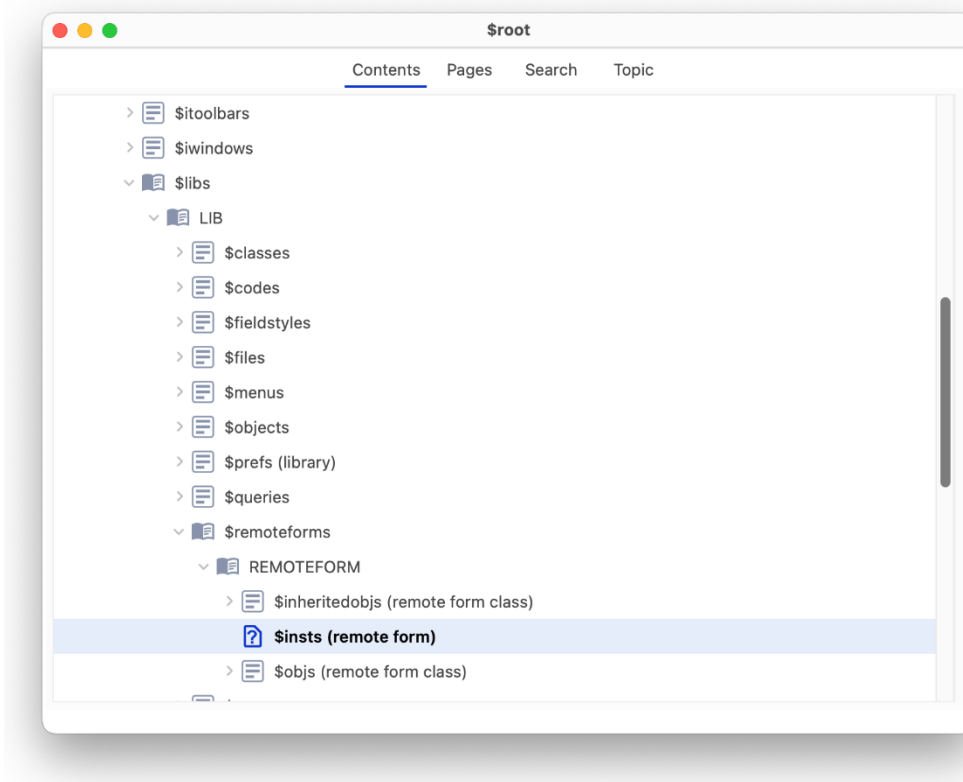 $root
Contents Pages Search Topic
$itoolbars
$iwindows
$libs
LIB
$classes
$codes
$fieldstyles
$files
$menus
$objects
$prefs (library)
$queries
$remoteforms
REMOTEFORM
$inheritedobjs (remote form class)
$insts (remote form)
$objs (remote form class)